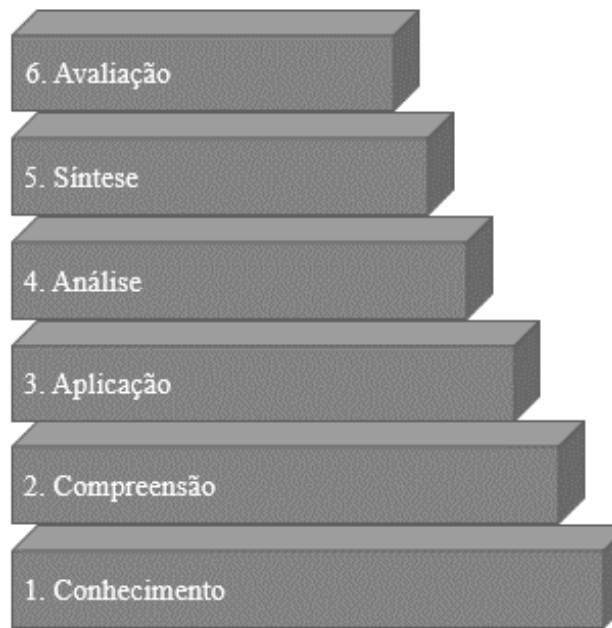 6. Avaliação
5. Síntese
4. Análise
3. Aplicação
2. Compreensão
1. Conhecimento